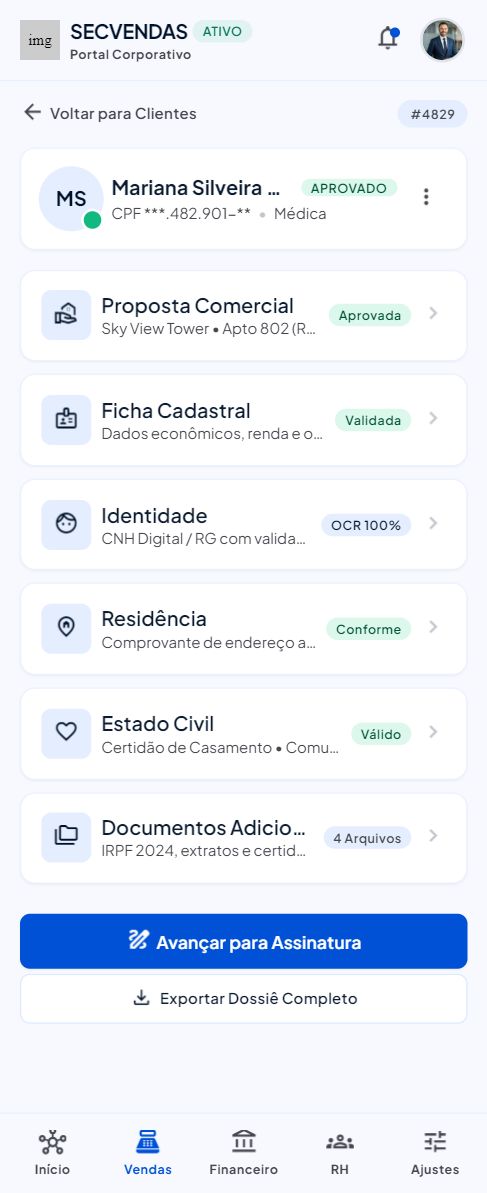 img
SECVENDAS ATIVO
Portal Corporativo
Voltar para Clientes #4829
MS
Mariana Silveira ... APROVADO
CPF ***.482.901-** • Médica
Proposta Comercial
Sky View Tower • Apto 802 (R... Aprovada
Ficha Cadastral
Dados econômicos, renda e o... Validada
Identidade
CNH Digital / RG com valida... OCR 100%
Residência
Comprovante de endereço a... Conforme
Estado Civil
Certidão de Casamento • Comu... Válido
Documentos Adicio...
IRPF 2024, extratos e certid... 4 Arquivos
Avançar para Assinatura
Exportar Dossiê Completo
Início Vendas Financeiro RH Ajustes